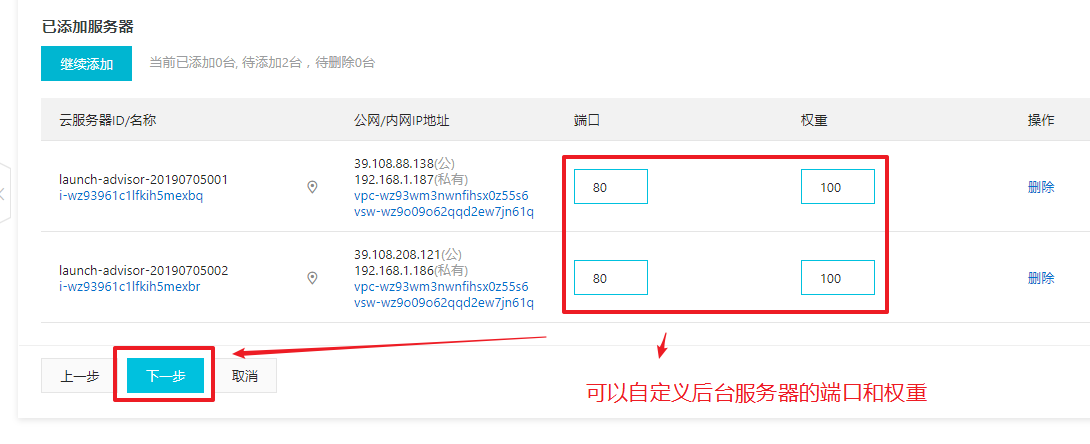 已添加服务器
继续添加 当前已添加0台, 待添加2台，待删除0台
云服务器ID/名称 公网/内网IP地址 端口 权重 操作
39.108.88.138(公)
launch-advisor-20190705001 192.168.1.187(私有) 80 100 删除
i-wz93961c1lfkih5mexbq vpc-wz93wm3nwnfihsx0z55s6
vsw-wz9o09o62qqd2ew7jn61q
39.108.208.121(公)
launch-advisor-20190705002 192.168.1.186(私有) 80 100 删除
i-wz93961c1lfkih5mexbr vpc-wz93wm3nwnfihsx0z55s6
vsw-wz9o09o62qqd2ew7jn61q
上一步 下一步 取消
可以自定义后台服务器的端口和权重